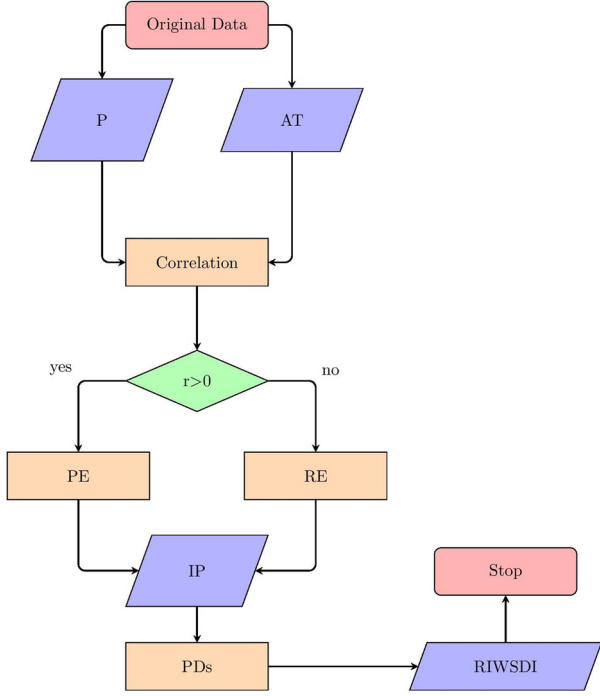 Original Data
P
AT
Correlation
yes
r>0
no
PE
RE
IP
Stop
PDs
RIWSDI